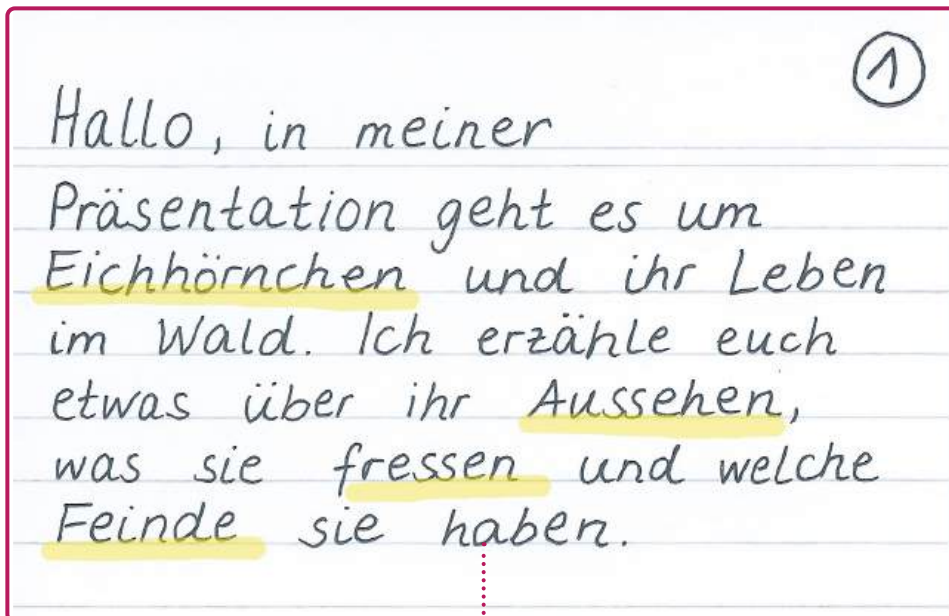 1
Hallo, in meiner
Präsentation geht es um
Eichhörnchen und ihr Leben
im Wald. Ich erzähle euch
etwas über ihr Aussehen,
was sie fressen und welche
Feinde sie haben.